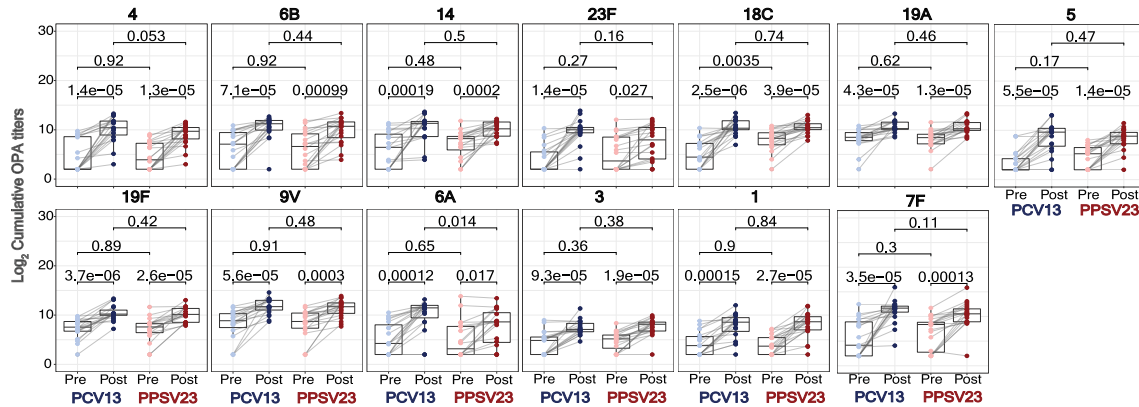 4 6B 14 23F 18C 19A 5
30
0.053 0.44 0.5 0.16 0.74 0.46 0.47
20
0.92 0.92 0.48 0.27 0.0035 0.62 0.17
1.4e-05 1.3e-05 7.1e-05 0.00099 0.00019 0.0002 1.4e-05 0.027 2.5e-06 3.9e-05 4.3e-05 1.3e-05 5.5e-05 1.4e-05
10
0
Pre Post Pre Post
PCV13 PPSV23
Log2 Cumulative OPA titers
19F 9V 6A 3 1 7F
30
0.42 0.48 0.014 0.38 0.84 0.11
20
0.89 0.91 0.65 0.36 0.9 0.3
3.7e-06 2.6e-05 5.6e-05 0.0003 0.00012 0.017 9.3e-05 1.9e-05 0.00015 2.7e-05 3.5e-05 0.00013
10
0
Pre Post Pre Post Pre Post Pre Post Pre Post Pre Post Pre Post Pre Post Pre Post Pre Post Pre Post Pre Post
PCV13 PPSV23 PCV13 PPSV23 PCV13 PPSV23 PCV13 PPSV23 PCV13 PPSV23 PCV13 PPSV23